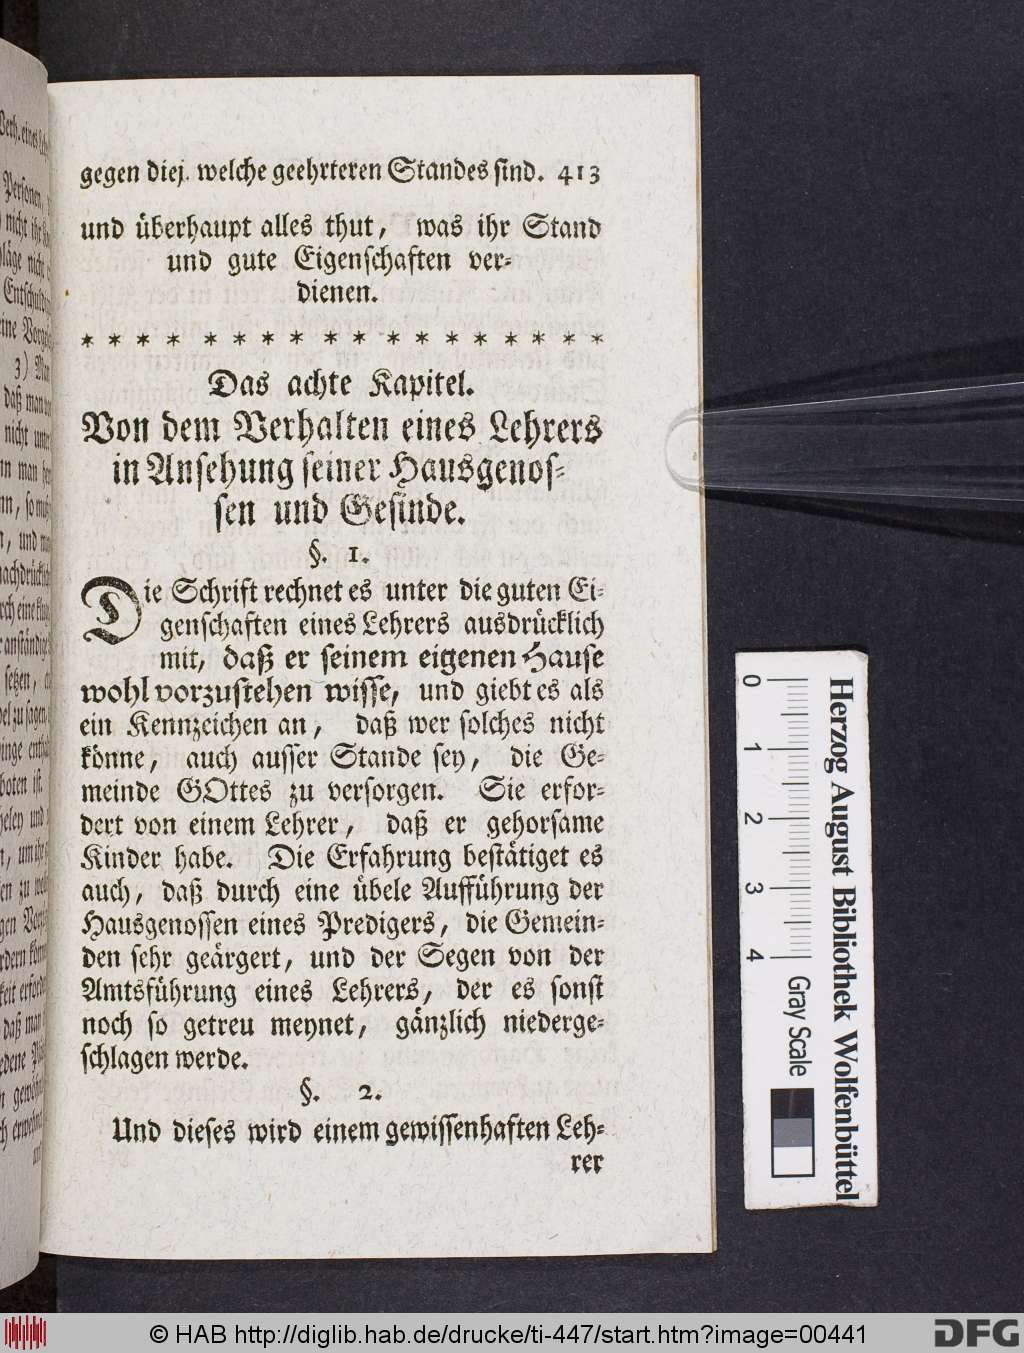 gegen diej. welche geehrteren Standes sind. 413
und überhaupt alles thut, was ihr Stand
und gute Eigenschaften ver-
dienen.
* * * * * * * * * * * * * * * * * * *
Das achte Kapitel.
Von dem Verhalten eines Lehrers
in Ansehung seiner Hausgenos-
sen und Gesinde.
§. 1.
Die Schrift rechnet es unter die guten Ei-
genschaften eines Lehrers ausdrücklich
mit, daß er seinem eigenen Hause
wohl vorzustehen wisse, und giebt es als
ein Kennzeichen an, daß wer solches nicht
könne, auch ausser Stande sey, die Ge-
meinde GOttes zu versorgen. Sie erfor-
dert von einem Lehrer, daß er gehorsame
Kinder habe. Die Erfahrung bestätiget es
auch, daß durch eine übele Aufführung der
Hausgenossen eines Predigers, die Gemein-
den sehr geärgert, und der Segen von der
Amtsführung eines Lehrers, der es sonst
noch so getreu meynet, gänzlich niederge-
schlagen werde.
§. 2.
Und dieses wird einem gewissenhaften Leh-
rer
0 1 2 3 4
Gray Scale
Herzog August Bibliothek Wolfenbüttel
© HAB http://diglib.hab.de/drucke/ti-447/start.htm?image=00441
DFG